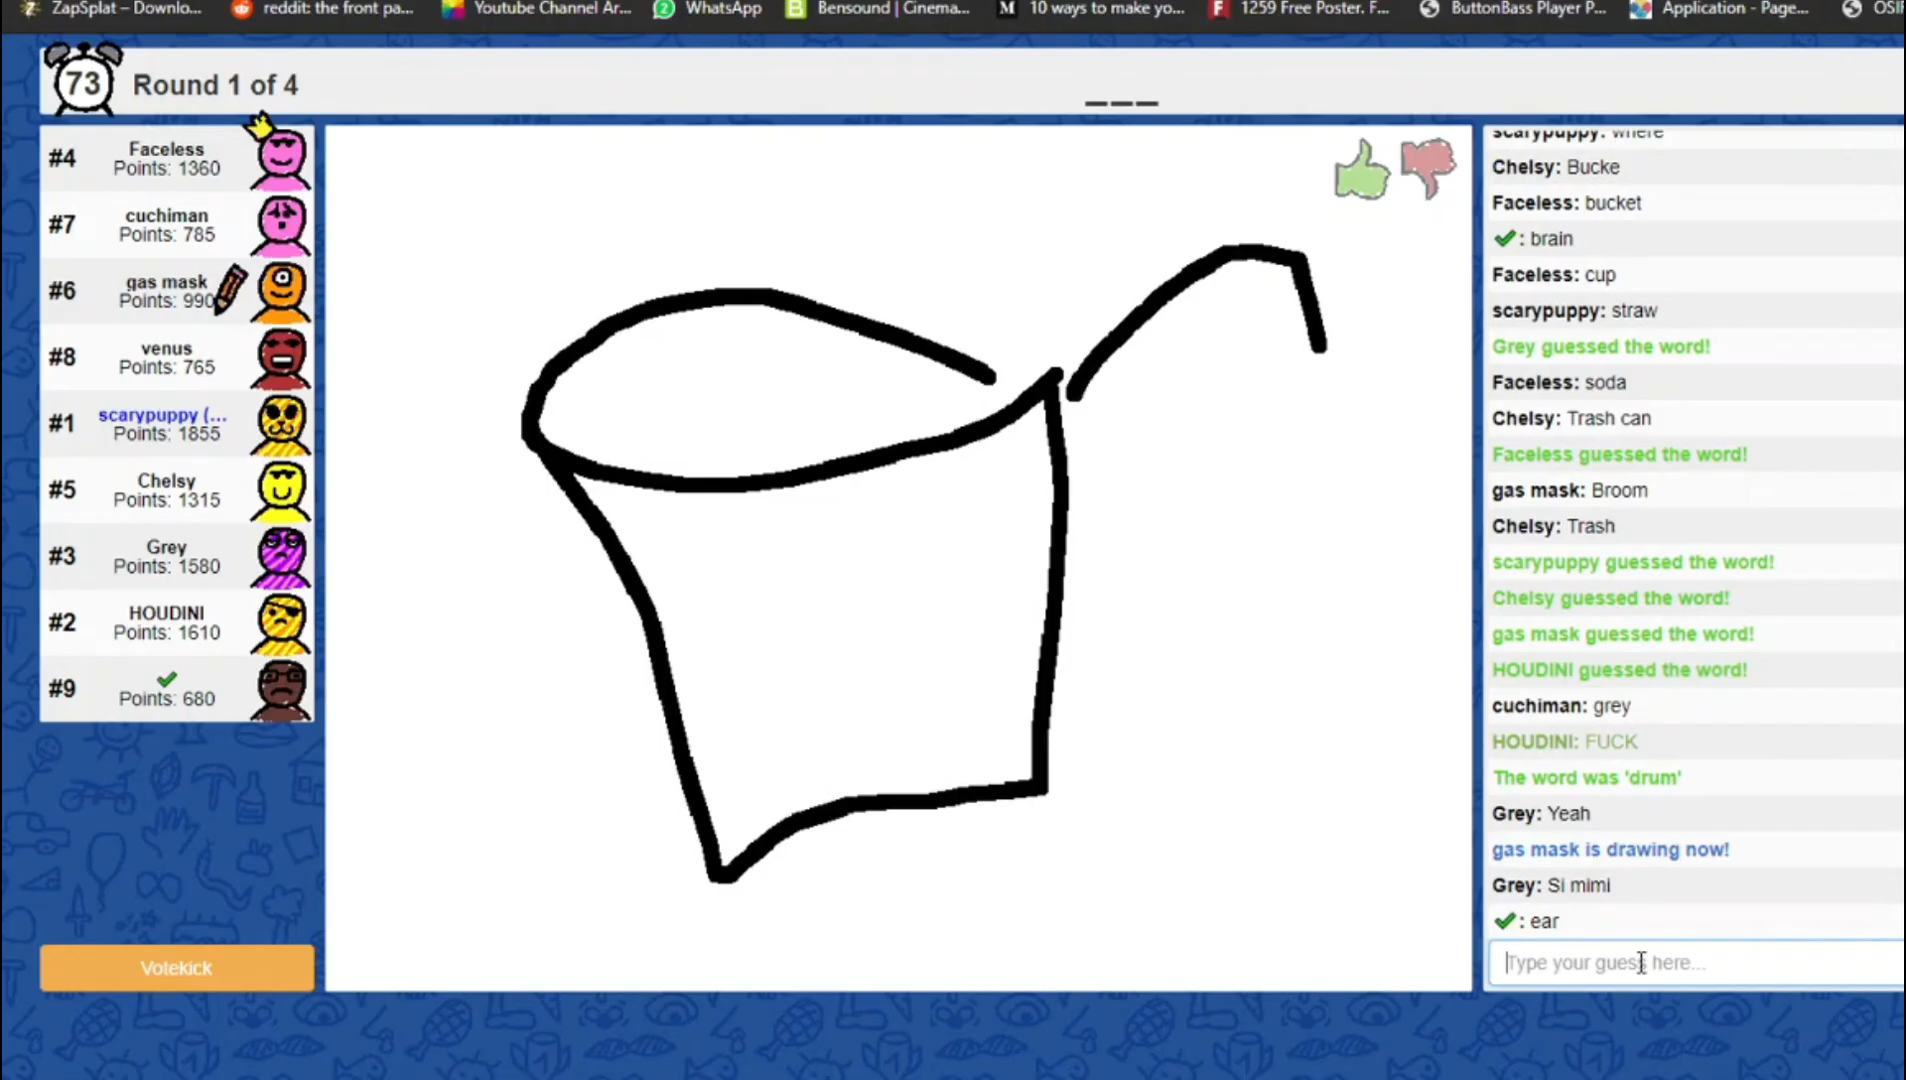 ZapSplat – Downlo...
reddit: the front pa...
Youtube Channel Ar...
WhatsApp
Bensound | Cinema...
10 ways to make yo...
1259 Free Poster. F...
ButtonBass Player P...
Application - Page...
73
Round 1 of 4
___
#4
Faceless
Points: 1360
#7
cuchiman
Points: 785
#6
gas mask
Points: 990
#8
venus
Points: 765
#1
scarypuppy (...
Points: 1855
#5
Chelsy
Points: 1315
#3
Grey
Points: 1580
#2
HOUDINI
Points: 1610
#9
Points: 680
Votekick
scarypuppy: where
Chelsy: Bucke
Faceless: bucket
✔: brain
Faceless: cup
scarypuppy: straw
Grey guessed the word!
Faceless: soda
Chelsy: Trash can
Faceless guessed the word!
gas mask: Broom
Chelsy: Trash
scarypuppy guessed the word!
Chelsy guessed the word!
gas mask guessed the word!
HOUDINI guessed the word!
cuchiman: grey
HOUDINI: FUCK
The word was 'drum'
Grey: Yeah
gas mask is drawing now!
Grey: Si mimi
✔: ear
Type your guess here...